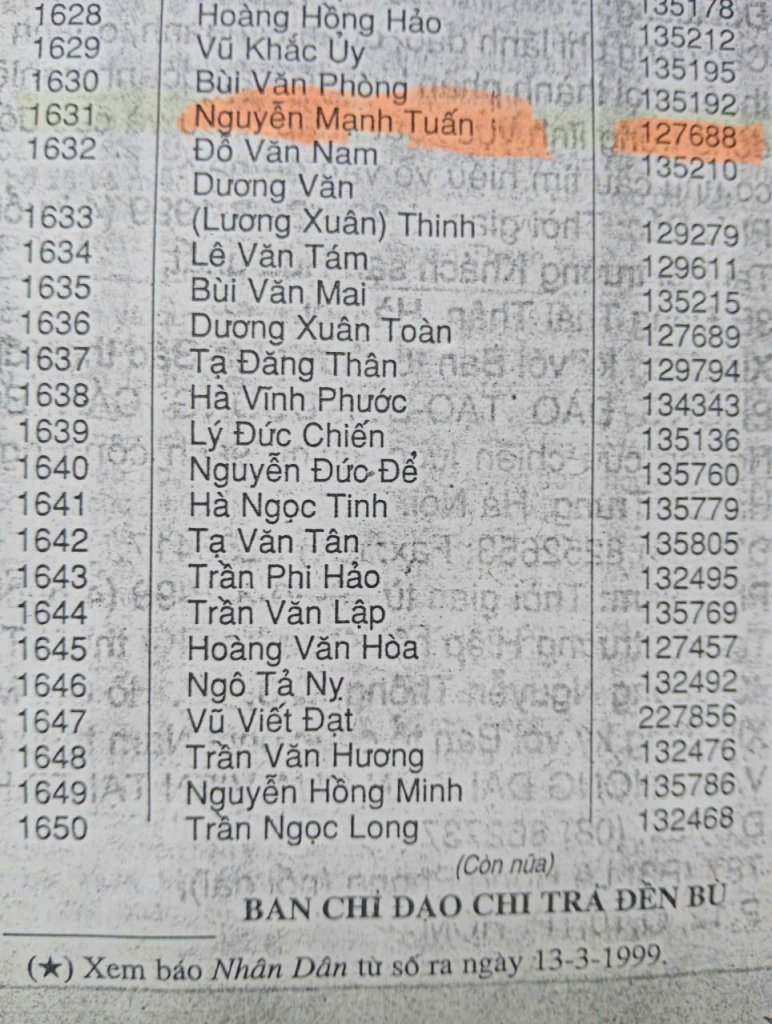 1628 Hoàng Hồng Hảo 135178
1629 Vũ Khắc Ủy 135212
1630 Bùi Văn Phòng 135195
1631 Nguyễn Mạnh Tuấn 135192
1632 Đỗ Văn Nam 127688
Dương Văn 135210
1633 (Lương Xuân) Thinh 129279
1634 Lê Văn Tám 129611
1635 Bùi Văn Mai 135215
1636 Dương Xuân Toàn 127689
1637 Tạ Đăng Thân 129794
1638 Hà Vĩnh Phước 134343
1639 Lý Đức Chiến 135136
1640 Nguyễn Đức Để 135760
1641 Hà Ngọc Tinh 135779
1642 Tạ Văn Tân 135805
1643 Trần Phi Hảo 132495
1644 Trần Văn Lập 135769
1645 Hoàng Văn Hòa 127457
1646 Ngô Tả Ny 132492
1647 Vũ Viết Đạt 227856
1648 Trần Văn Hương 132476
1649 Nguyễn Hồng Minh 135786
1650 Trần Ngọc Long 132468
(Còn nữa)
BAN CHỈ ĐẠO CHI TRẢ ĐỀN BÙ
(★) Xem báo Nhân Dân từ số ra ngày 13-3-1999.